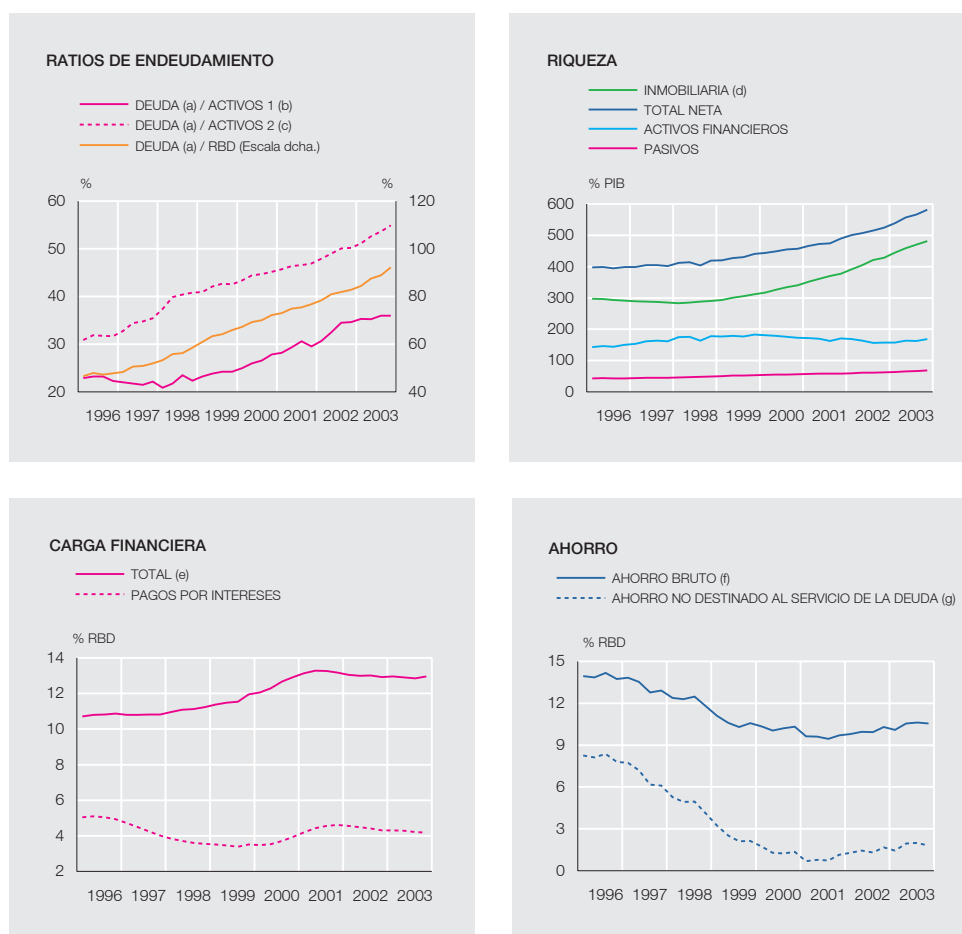 RATIOS DE ENDEUDAMIENTO
DEUDA (a) / ACTIVOS 1 (b)
DEUDA (a) / ACTIVOS 2 (c)
DEUDA (a) / RBD (Escala dcha.)
% %
60 120
50 100
40 80
30 60
20 40
1996 1997 1998 1999 2000 2001 2002 2003
RIQUEZA
INMOBILIARIA (d)
TOTAL NETA
ACTIVOS FINANCIEROS
PASIVOS
% PIB
600
500
400
300
200
100
0
1996 1997 1998 1999 2000 2001 2002 2003
CARGA FINANCIERA
TOTAL (e)
PAGOS POR INTERESES
% RBD
14
12
10
8
6
4
2
1996 1997 1998 1999 2000 2001 2002 2003
AHORRO
AHORRO BRUTO (f)
AHORRO NO DESTINADO AL SERVICIO DE LA DEUDA (g)
% RBD
15
12
9
6
3
0
1996 1997 1998 1999 2000 2001 2002 2003